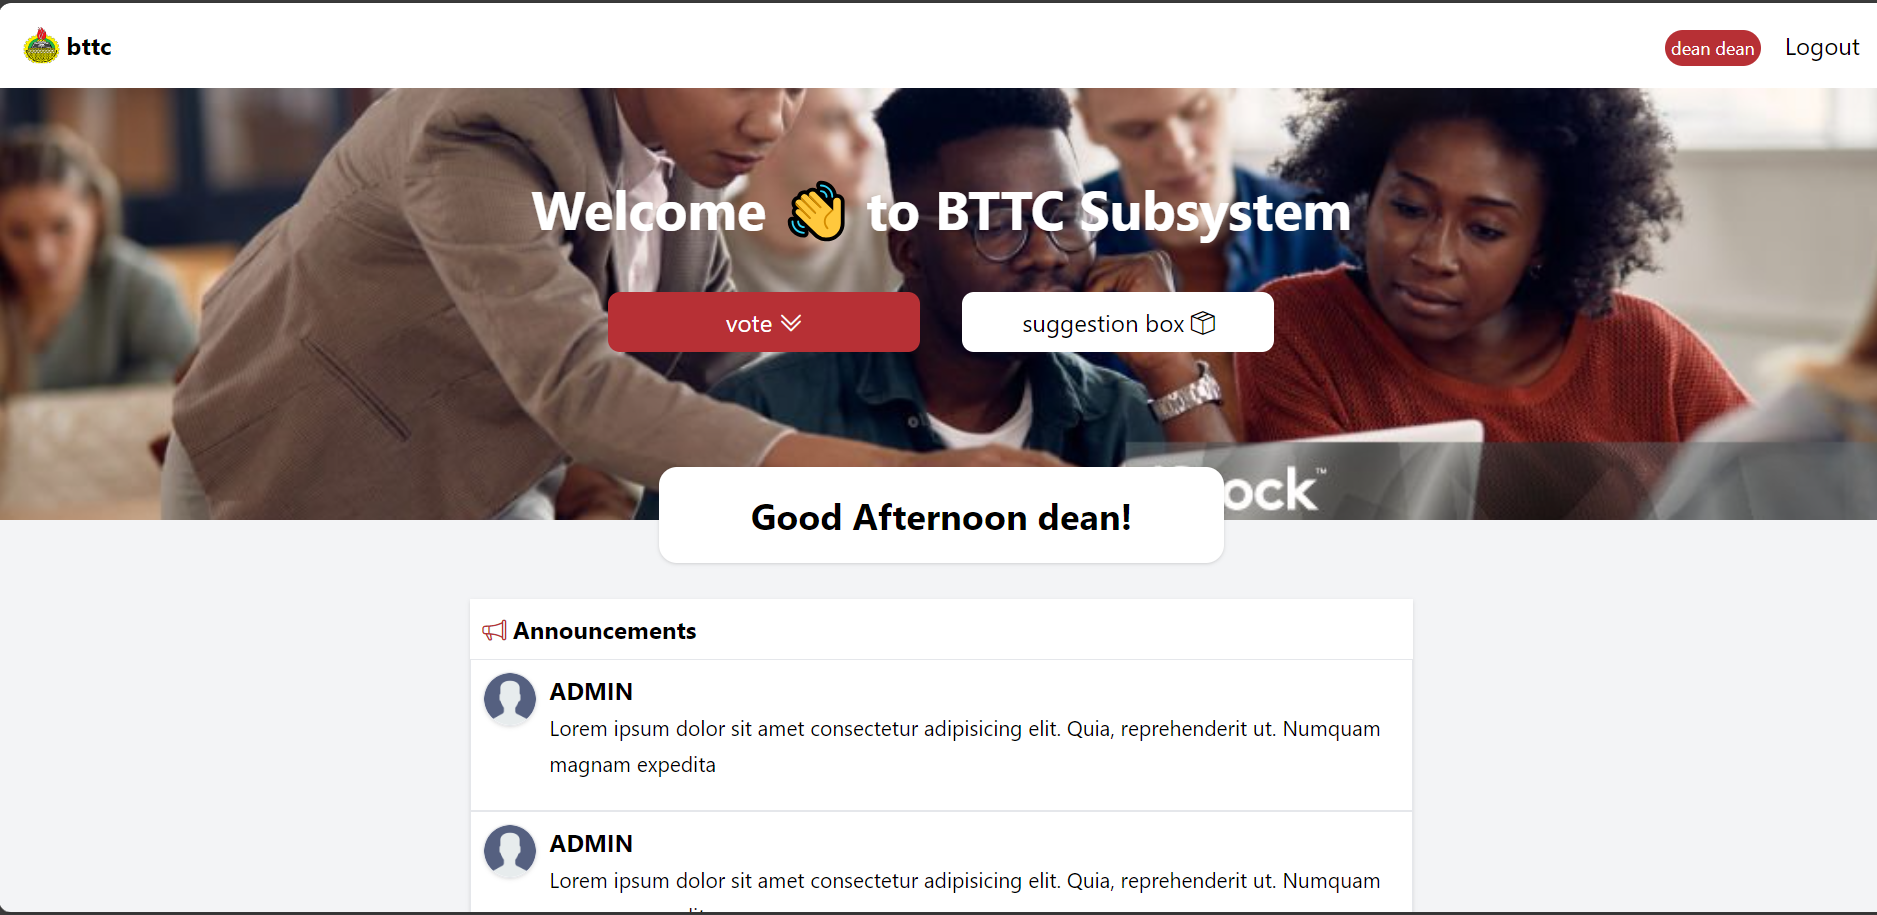 bttc
dean dean
Logout
Welcome 👋 to BTTC Subsystem
vote
suggestion box
ock™
Good Afternoon dean!
Announcements
ADMIN
Lorem ipsum dolor sit amet consectetur adipisicing elit. Quia, reprehenderit ut. Numquam
magnam expedita
ADMIN
Lorem ipsum dolor sit amet consectetur adipisicing elit. Quia, reprehenderit ut. Numquam